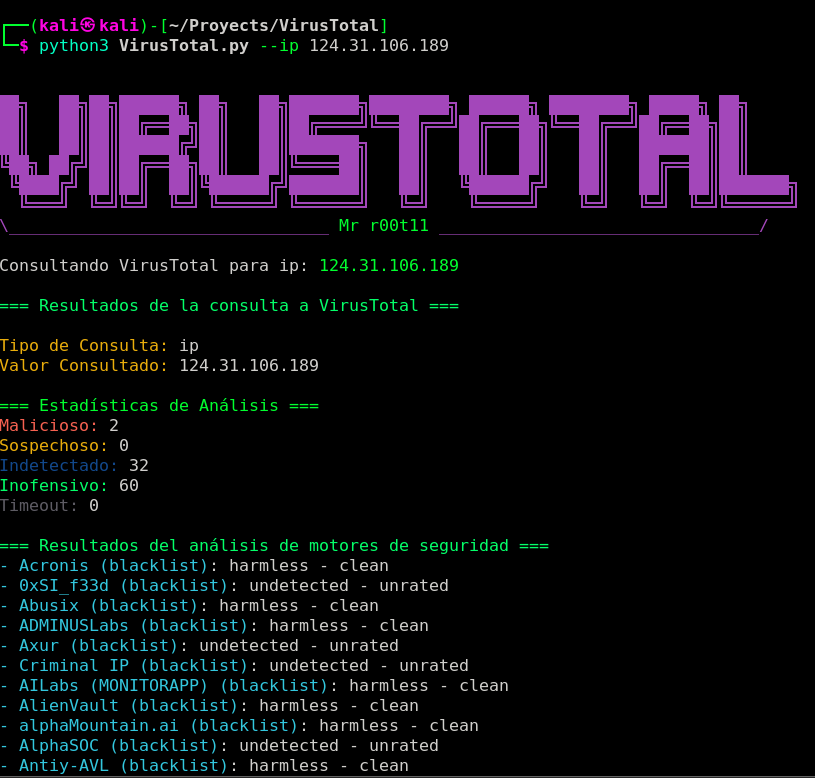 (kali㉿kali)-[~/Proyects/VirusTotal]
$ python3 VirusTotal.py --ip 124.31.106.189
VIRUSTOTAL
\________________________________ Mr r00t11 ________________________________/
Consultando VirusTotal para ip: 124.31.106.189
=== Resultados de la consulta a VirusTotal ===
Tipo de Consulta: ip
Valor Consultado: 124.31.106.189
=== Estadísticas de Análisis ===
Malicioso: 2
Sospechoso: 0
Indetectado: 32
Inofensivo: 60
Timeout: 0
=== Resultados del análisis de motores de seguridad ===
- Acronis (blacklist): harmless - clean
- 0xSI_f33d (blacklist): undetected - unrated
- Abusix (blacklist): harmless - clean
- ADMINUSLabs (blacklist): harmless - clean
- Axur (blacklist): undetected - unrated
- Criminal IP (blacklist): undetected - unrated
- AILabs (MONITORAPP) (blacklist): harmless - clean
- AlienVault (blacklist): harmless - clean
- alphaMountain.ai (blacklist): harmless - clean
- AlphaSOC (blacklist): undetected - unrated
- Antiy-AVL (blacklist): harmless - clean